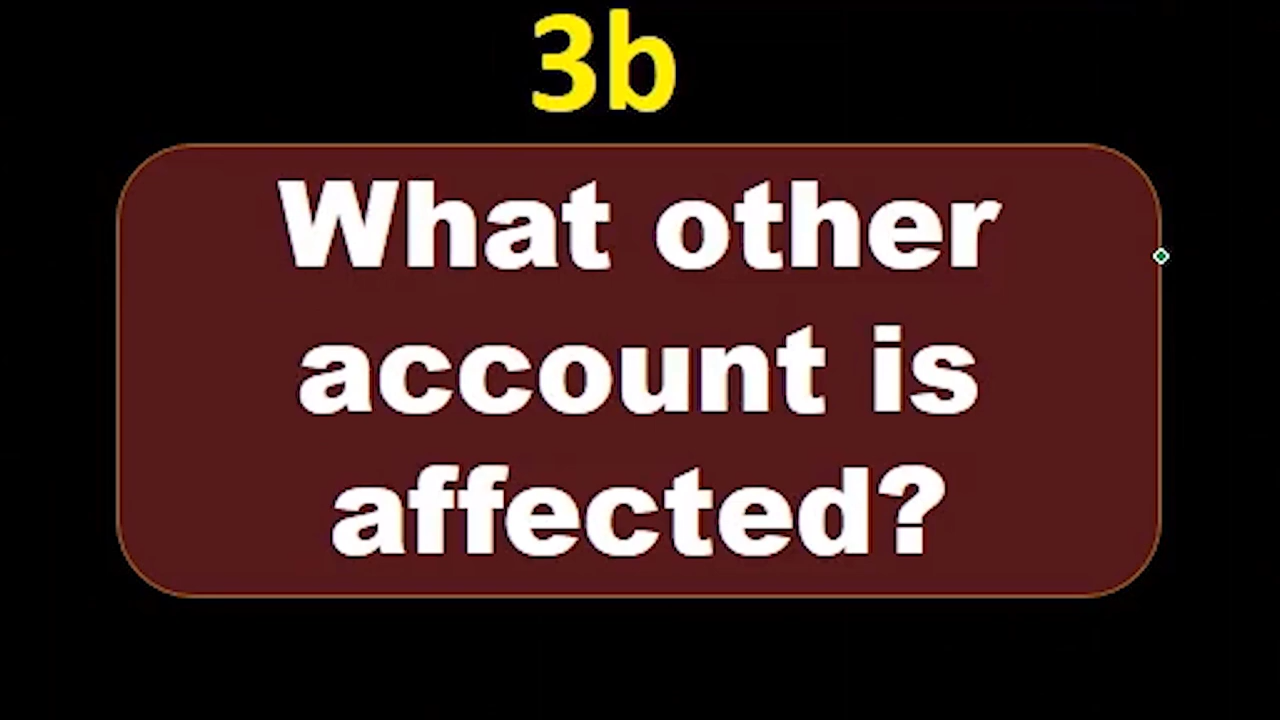 3b
What other
account is
affected?